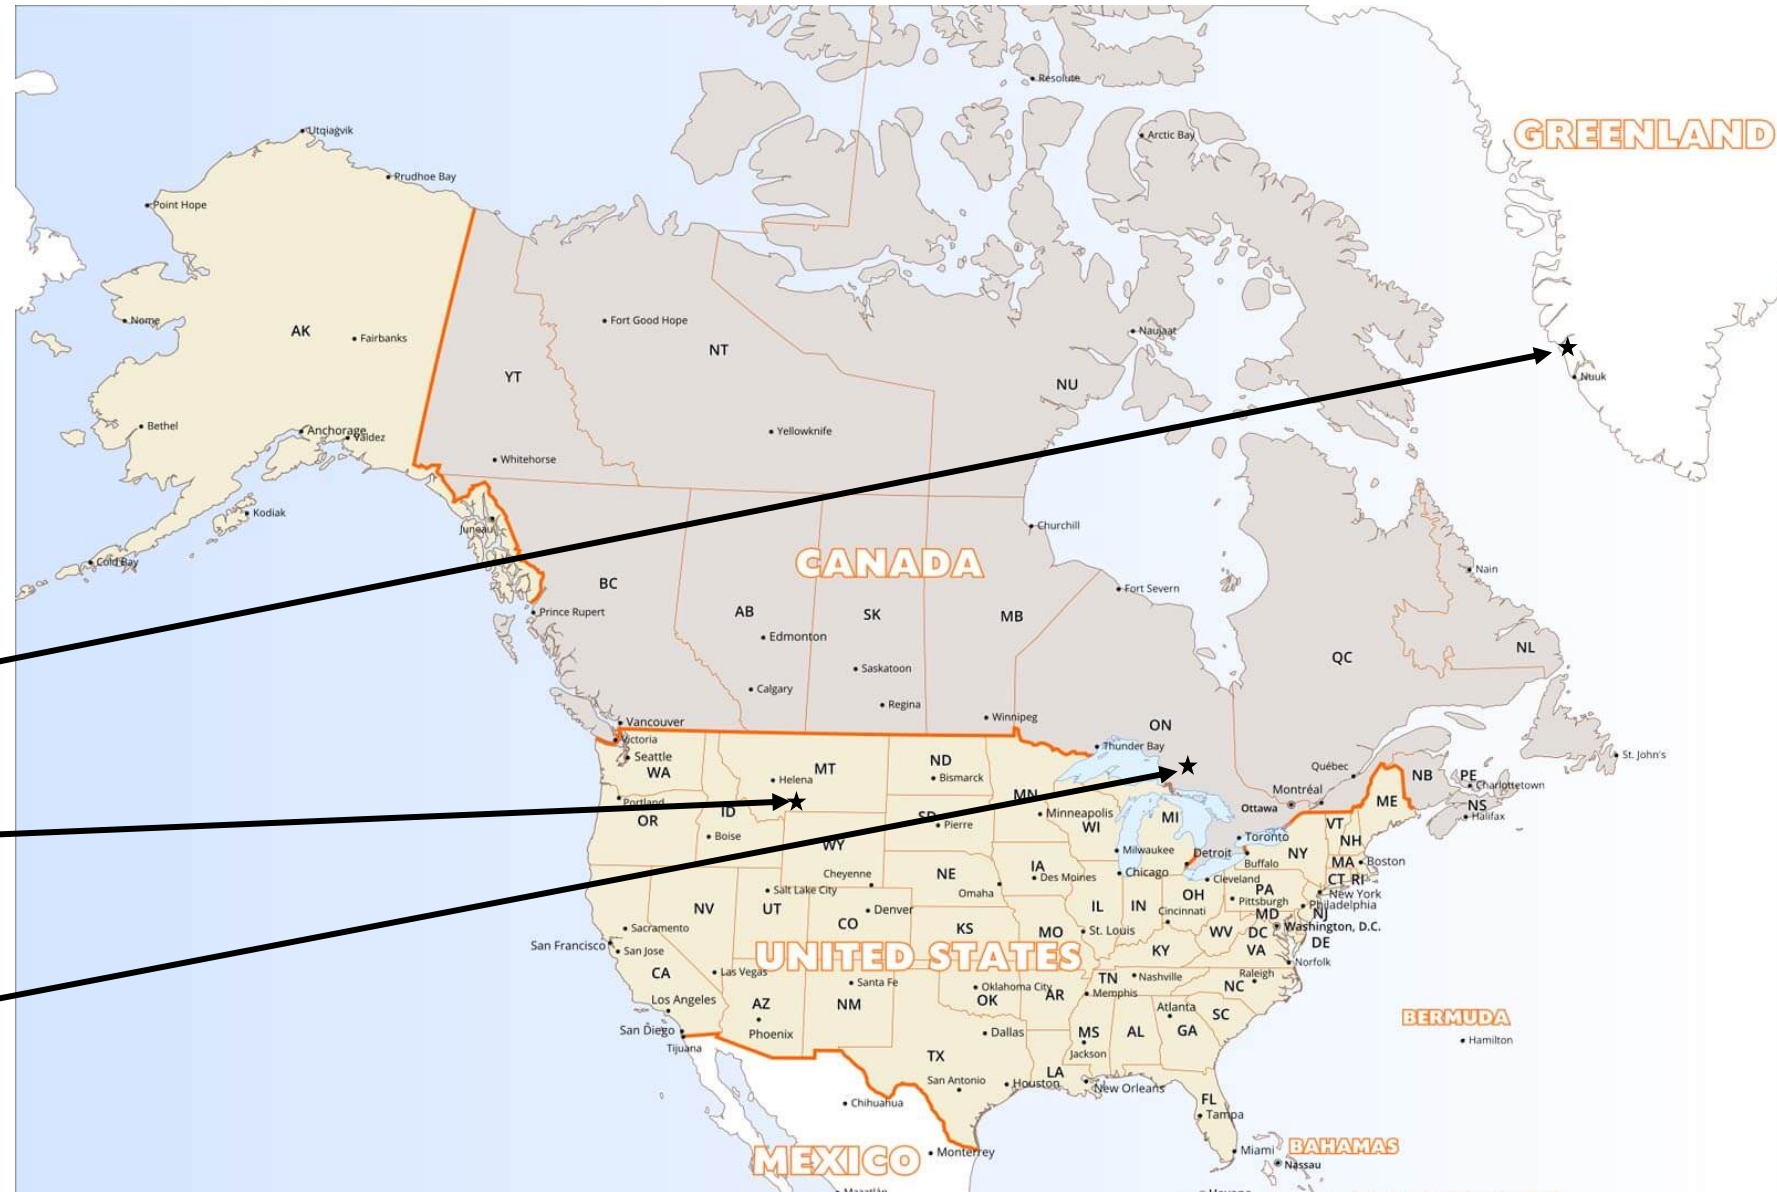 Resolute
Arctic Bay
GREENLAND
Utqiaġvik
Prudhoe Bay
Point Hope
Nome
AK
Fairbanks
Fort Good Hope
NT
Naujaat
YT
NU
Nuuk
Bethel
Anchorage
Valdez
Yellowknife
Whitehorse
Kodiak
Juneau
Churchill
Cold Bay
CANADA
Nain
BC
Prince Rupert
AB
SK
MB
Fort Severn
Edmonton
QC
NL
Saskatoon
Calgary
Regina
Winnipeg
ON
Vancouver
Victoria
Seattle
WA
Thunder Bay
St. John's
Québec
MT
ND
Helena
Bismarck
NB
PE
Charlottetown
Montréal
Ottawa
ME
NS
Halifax
Portland
OR
ID
Boise
MN
Minneapolis
WI
MI
SD
Pierre
VT
NH
Toronto
WY
Milwaukee
Detroit
Buffalo
NY
MA
Boston
Cheyenne
NE
IA
Des Moines
Chicago
Cleveland
CT
RI
New York
Omaha
Salt Lake City
NV
UT
CO
Denver
KS
MO
IL
IN
OH
Cincinnati
PA
Pittsburgh
Philadelphia
MD
NJ
Sacramento
San Francisco
San Jose
St. Louis
KY
WV
DC
Washington, D.C.
VA
DE
UNITED STATES
Norfolk
CA
Las Vegas
Santa Fe
Oklahoma City
OK
AR
TN
Nashville
Memphis
Raleigh
NC
Los Angeles
AZ
NM
Phoenix
Atlanta
SC
San Diego
Tijuana
Dallas
MS
Jackson
AL
GA
BERMUDA
Hamilton
TX
San Antonio
Houston
LA
New Orleans
Chihuahua
FL
Tampa
MEXICO
Monterrey
Miami
BAHAMAS
Nassau